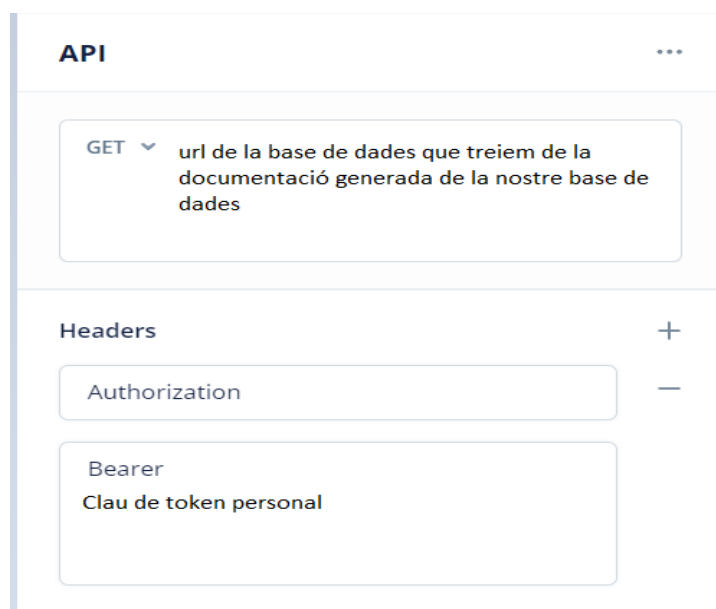 API
GET url de la base de dades que treiem de la
documentació generada de la nostre base de
dades
Headers
Authorization
Bearer
Clau de token personal